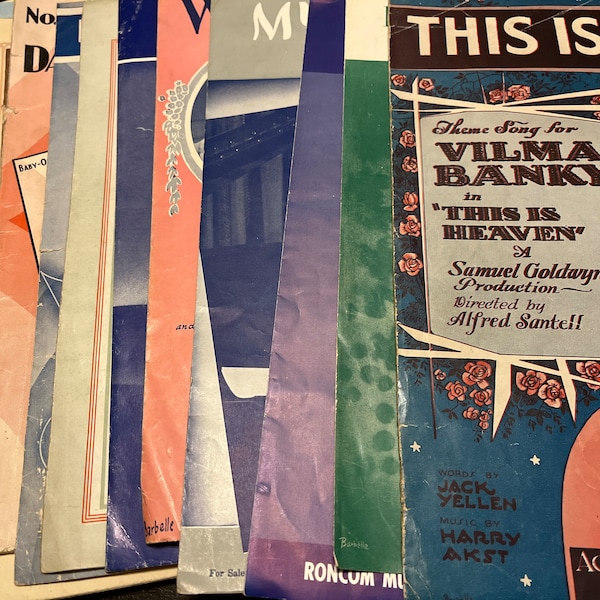 No.
DA
BABY-O
W
and
Barbelle
MU
For Sale
RONCOM MU
Barbelle
THIS IS
Theme Song for
VILMA
BANKY
in
"THIS IS
HEAVEN"
A
Samuel Goldwyn
Production
Directed by
Alfred Santell
WORDS BY
JACK
YELLEN
MUSIC BY
HARRY
AKST